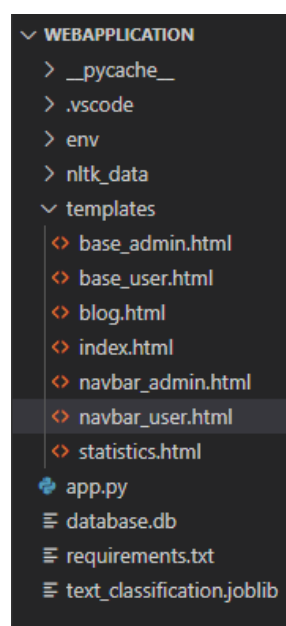 WEBAPPLICATION
__pycache__
.vscode
env
nltk_data
templates
base_admin.html
base_user.html
blog.html
index.html
navbar_admin.html
navbar_user.html
statistics.html
app.py
database.db
requirements.txt
text_classification.joblib